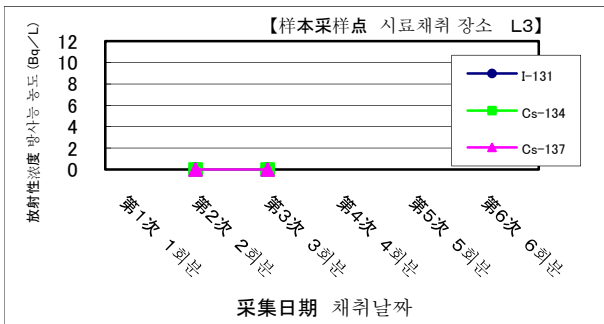 【样本采样点 시료채취 장소 L3】
放射性浓度 방사능 농도 (Bq/L)
12
10
8
6
4
2
0
I-131
Cs-134
Cs-137
第1次 1회분
第2次 2회분
第3次 3회분
第4次 4회분
第5次 5회분
第6次 6회분
采集日期 채취날짜